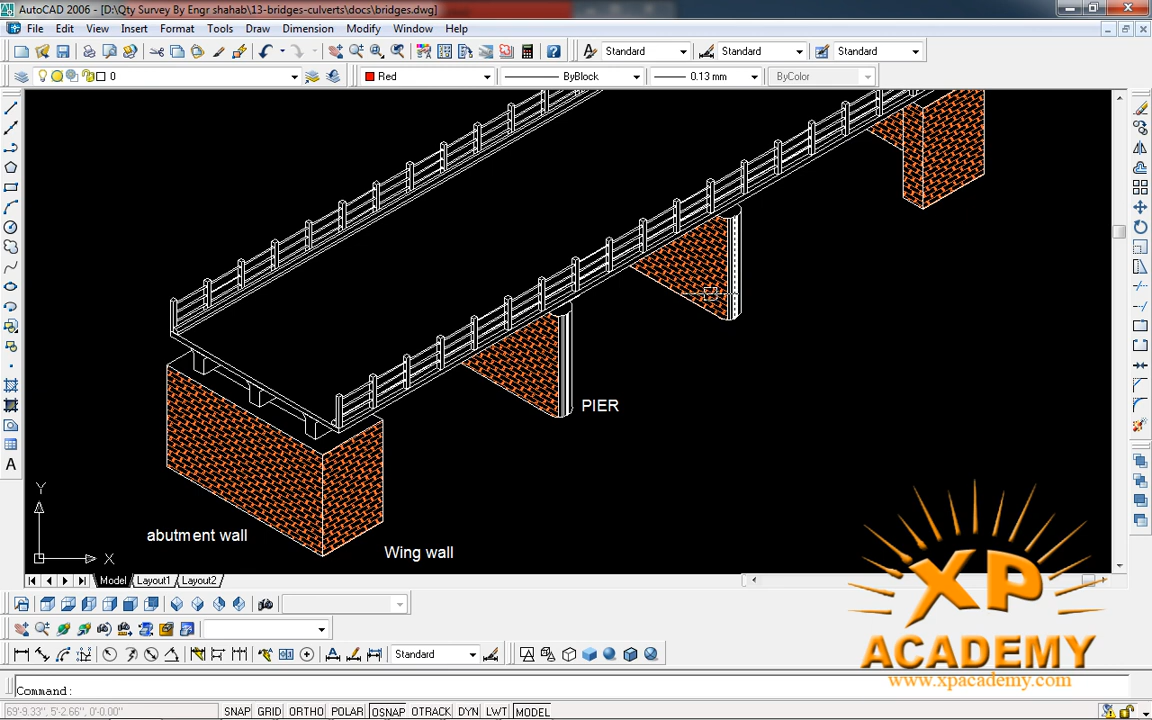 AutoCAD 2006 - [D:\Qty Survey By Engr shahab\13-bridges-culverts\docs\bridges.dwg]
File Edit View Insert Format Tools Draw Dimension Modify Window Help
Standard Standard Standard
0 Red ByBlock 0.13 mm ByColor
PIER
abutment wall
Wing wall
Y
X
Model Layout1 Layout2
XP
ACADEMY
www.xpacademy.com
Standard
Command:
69'-9.33", 5'-2.66", 0'-0.00" SNAP GRID ORTHO POLAR OSNAP OTRACK DYN LWT MODEL